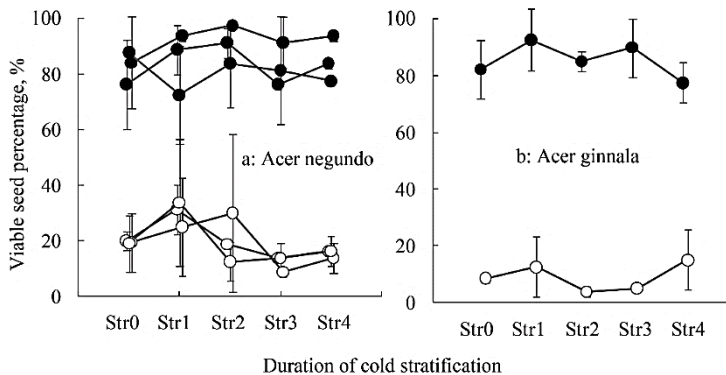 Viable seed percentage, %
100
80
60
40
20
0
a: Acer negundo
Str0 Str1 Str2 Str3 Str4
100
80
60
40
20
0
b: Acer ginnala
Str0 Str1 Str2 Str3 Str4
Duration of cold stratification